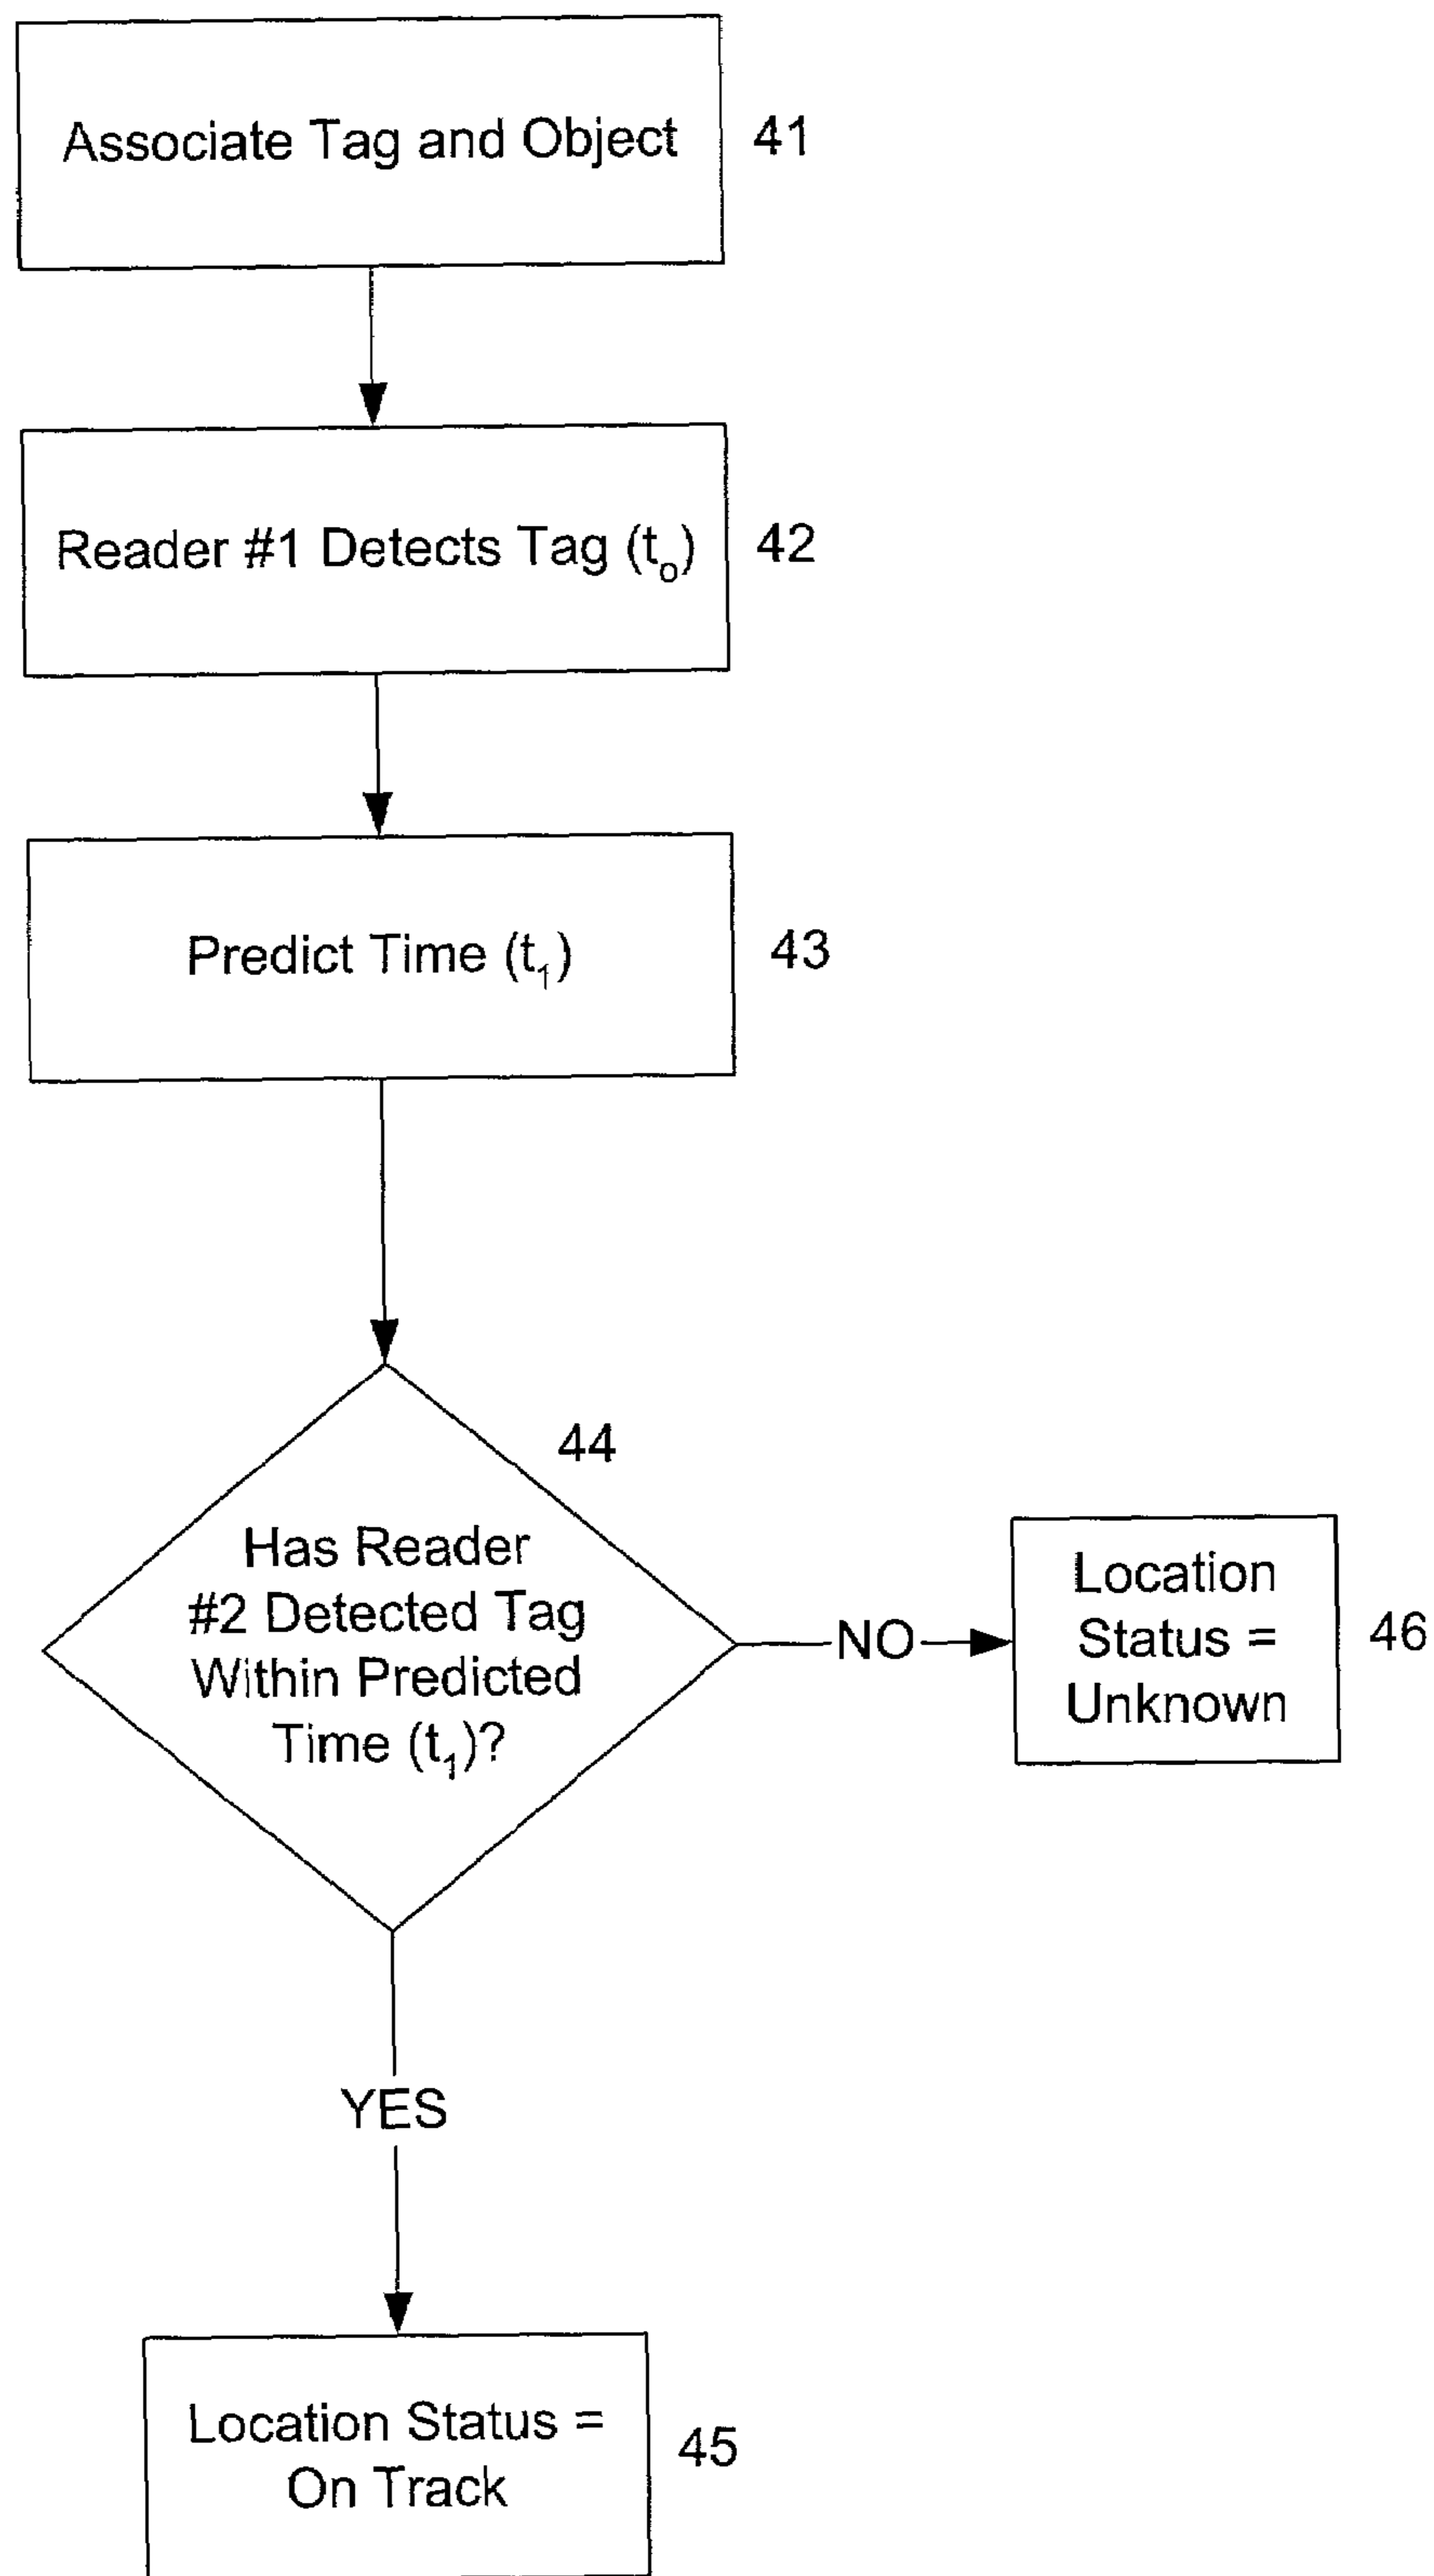 Associate Tag and Object
41
Reader #1 Detects Tag (t₀)
42
Predict Time (t₁)
43
44
Has Reader
#2 Detected Tag
Within Predicted
Time (t₁)?
NO
Location
Status =
Unknown
46
YES
Location Status =
On Track
45